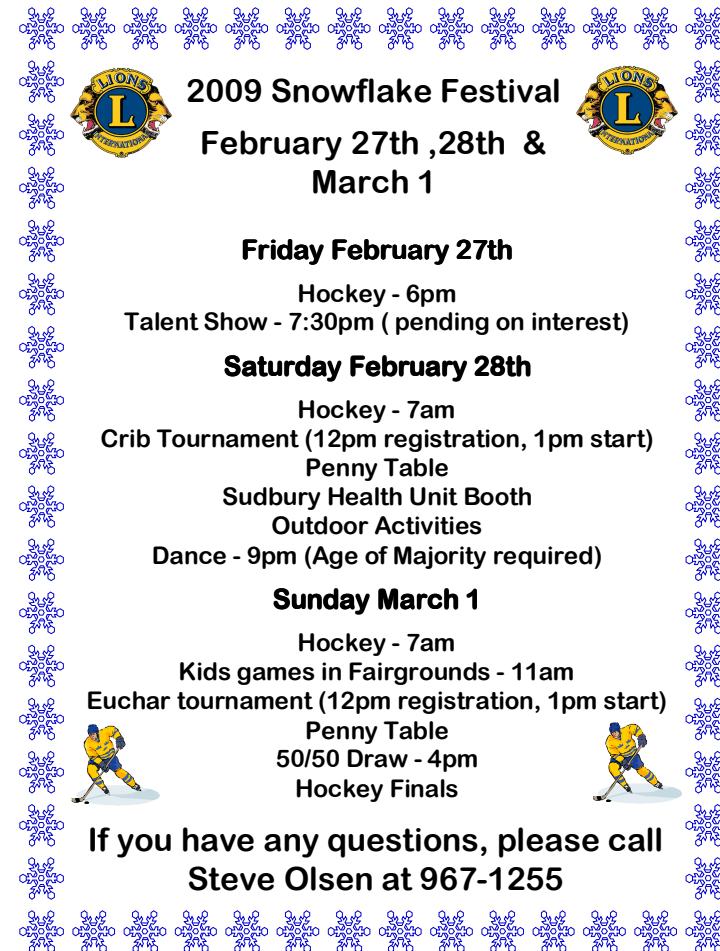 LIONS
L
INTERNATIONAL
LIONS
L
INTERNATIONAL
2009 Snowflake Festival
February 27th ,28th & 
March 1
Friday February 27th
Hockey - 6pm
Talent Show - 7:30pm ( pending on interest)
Saturday February 28th
Hockey - 7am
Crib Tournament (12pm registration, 1pm start)
Penny Table
Sudbury Health Unit Booth
Outdoor Activities
Dance - 9pm (Age of Majority required)
Sunday March 1
Hockey - 7am
Kids games in Fairgrounds - 11am
Euchar tournament (12pm registration, 1pm start)
Penny Table
50/50 Draw - 4pm
Hockey Finals
If you have any questions, please call
Steve Olsen at 967-1255